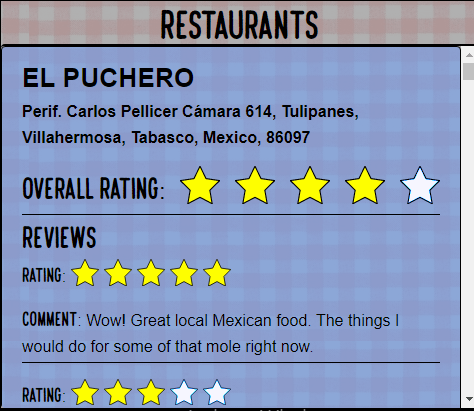 RESTAURANTS
EL PUCHERO
Perif. Carlos Pellicer Cámara 614, Tulipanes,
Villahermosa, Tabasco, Mexico, 86097
OVERALL RATING:
REVIEWS
RATING:
COMMENT: Wow! Great local Mexican food. The things I
would do for some of that mole right now.
RATING: